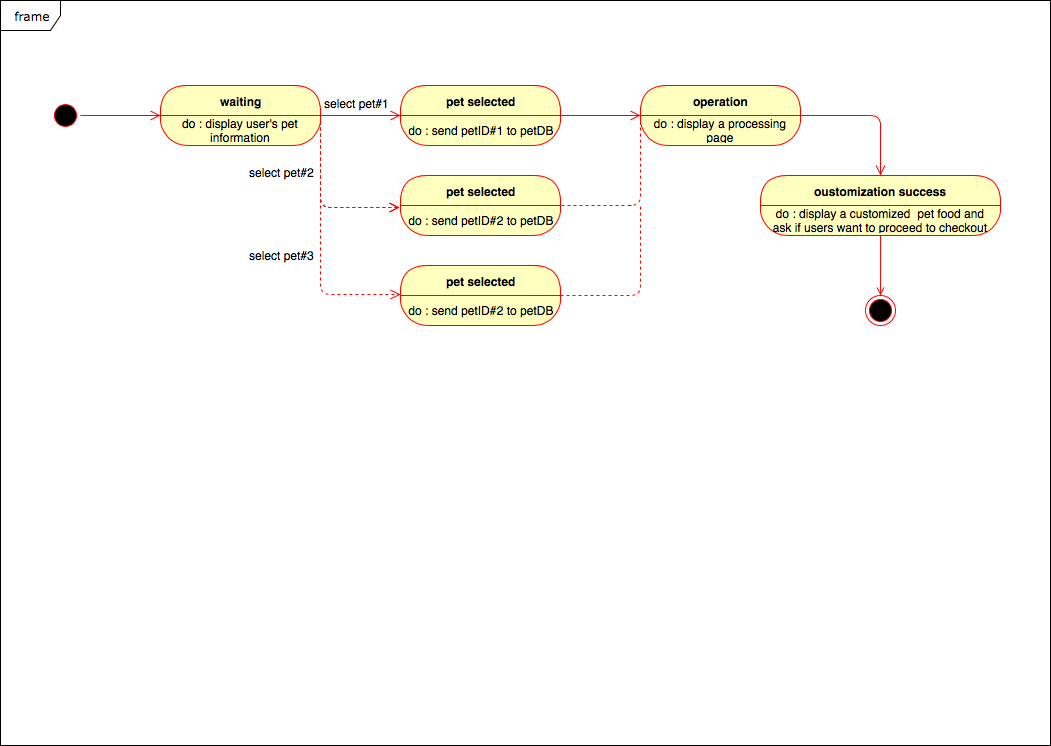 frame
waiting
do : display user's pet
information
select pet#1
pet selected
do : send petID#1 to petDB
operation
do : display a processing
page
select pet#2
pet selected
do : send petID#2 to petDB
oustomization success
do : display a customized  pet food and
ask if users want to proceed to checkout
select pet#3
pet selected
do : send petID#2 to petDB